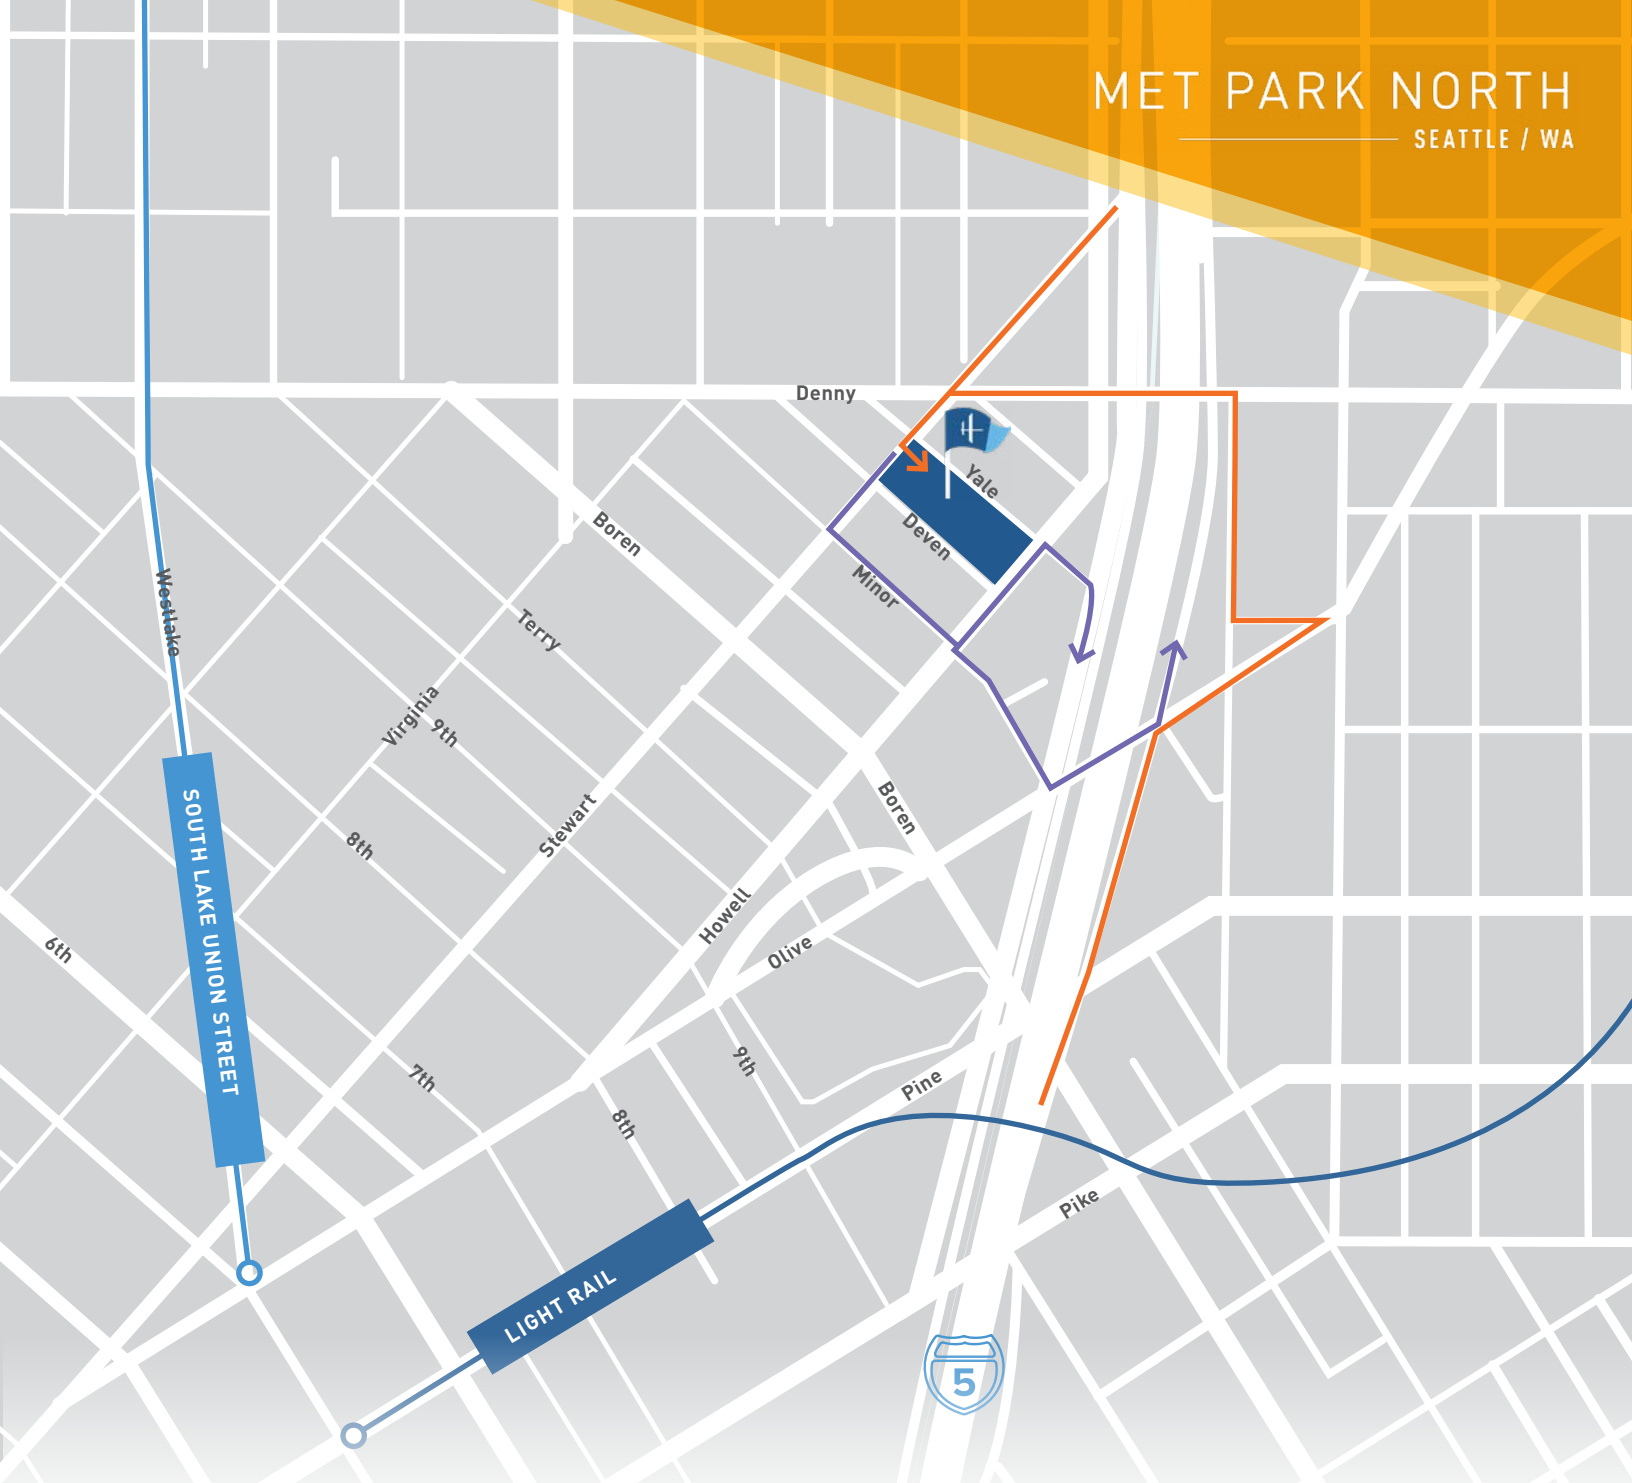 MET PARK NORTH
SEATTLE / WA
Denny
Yale
Deven
Boren
Minor
Westlake
Terry
Virginia
9th
Stewart
Boren
8th
SOUTH LAKE UNION STREET
Howell
Olive
6th
9th
7th
Pine
8th
Pike
LIGHT RAIL
5